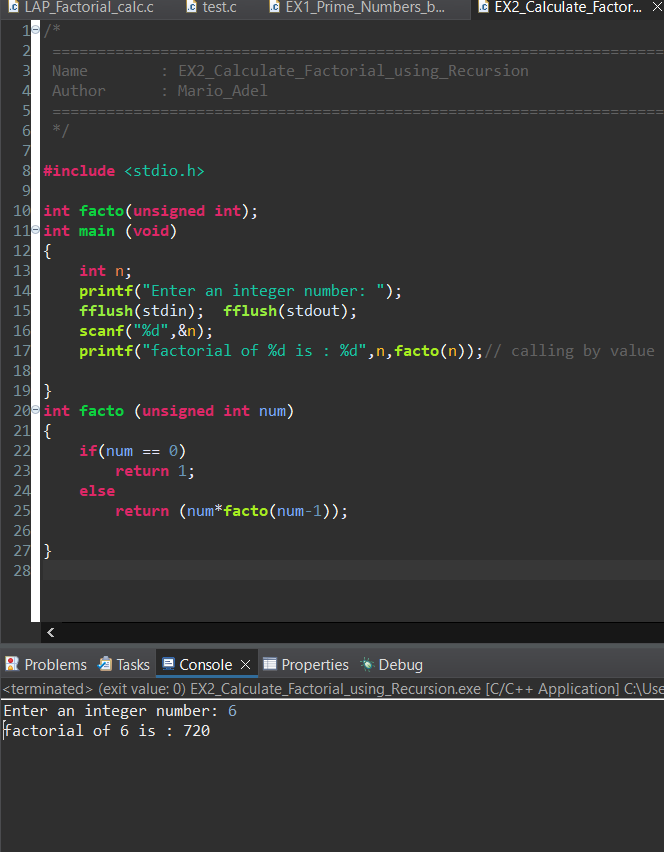 LAP_Factorial_calc.c test.c EX1_Prime_Numbers_b... EX2_Calculate_Factor...
1 /*
2 ====================================================================
3 Name : EX2_Calculate_Factorial_using_Recursion
4 Author : Mario_Adel
5 ====================================================================
6 */
7
8 #include <stdio.h>
9
10 int facto(unsigned int);
11 int main (void)
12 {
13 int n;
14 printf("Enter an integer number: ");
15 fflush(stdin); fflush(stdout);
16 scanf("%d",&n);
17 printf("factorial of %d is : %d",n,facto(n));// calling by value
18
19 }
20 int facto (unsigned int num)
21 {
22 if(num == 0)
23 return 1;
24 else
25 return (num*facto(num-1));
26
27 }
28
Problems Tasks Console Properties Debug
<terminated> (exit value: 0) EX2_Calculate_Factorial_using_Recursion.exe [C/C++ Application] C:\Use
Enter an integer number: 6
factorial of 6 is : 720